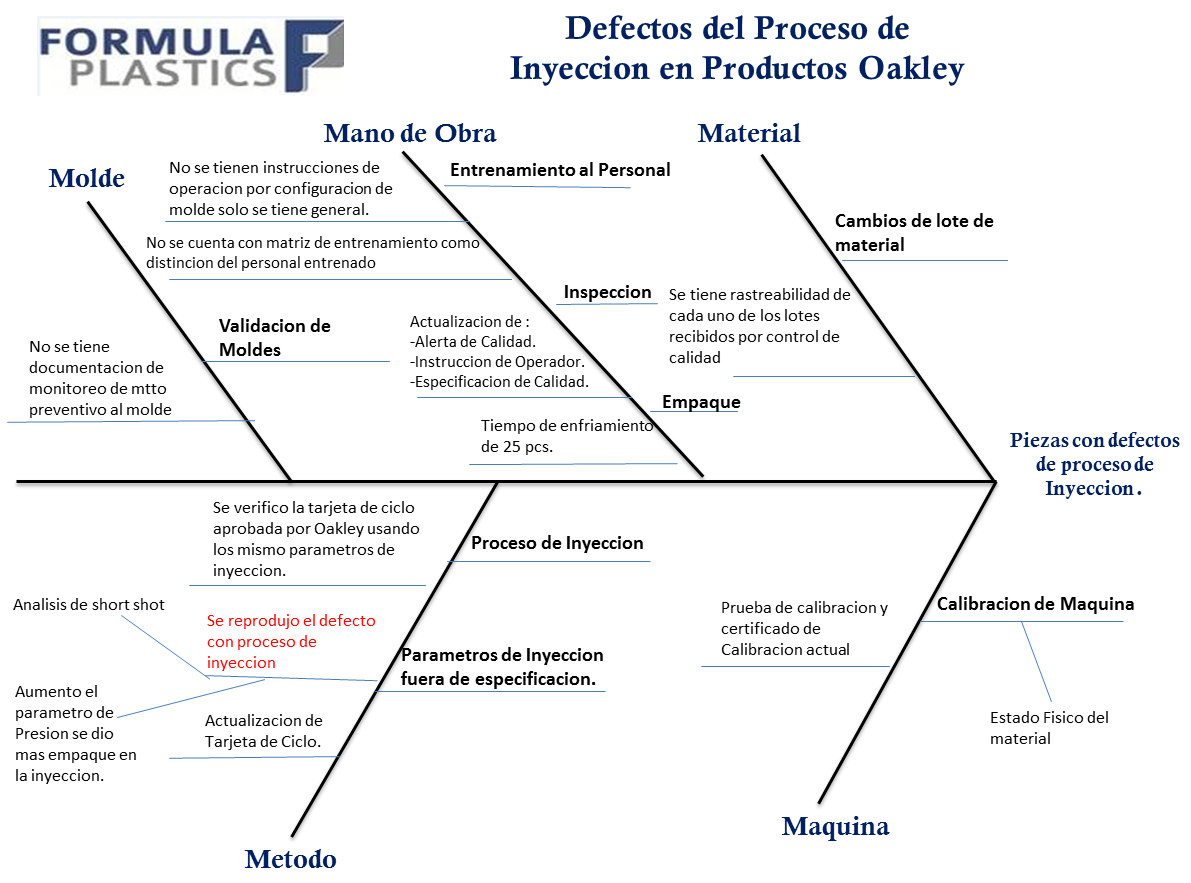 FORMULA
PLASTICS
Defectos del Proceso de
Inyeccion en Productos Oakley
Molde
Mano de Obra
Material
No se tienen instrucciones de
operacion por configuracion de
molde solo se tiene general.
Entrenamiento al Personal
No se cuenta con matriz de entrenamiento como
distincion del personal entrenado
Cambios de lote de
material
Inspeccion
Se tiene rastreabilidad de
cada uno de los lotes
recibidos por control de
calidad
Validacion de
Moldes
Actualizacion de :
-Alerta de Calidad.
-Instruccion de Operador.
-Especificacion de Calidad.
No se tiene
documentacion de
monitoreo de mtto
preventivo al molde
Empaque
Tiempo de enfriamiento
de 25 pcs.
Piezas con defectos
de proceso de
Inyeccion .
Se verifico la tarjeta de ciclo
aprobada por Oakley usando
los mismo parametros de
inyeccion.
Proceso de Inyeccion
Analisis de short shot
Se reprodujo el defecto
con proceso de
inyeccion
Parametros de Inyeccion
fuera de especificacion.
Aumento el
parametro de
Presion se dio
mas empaque en
la inyeccion.
Actualizacion de
Tarjeta de Ciclo.
Prueba de calibracion y
certificado de
Calibracion actual
Calibracion de Maquina
Estado Fisico del
material
Metodo
Maquina